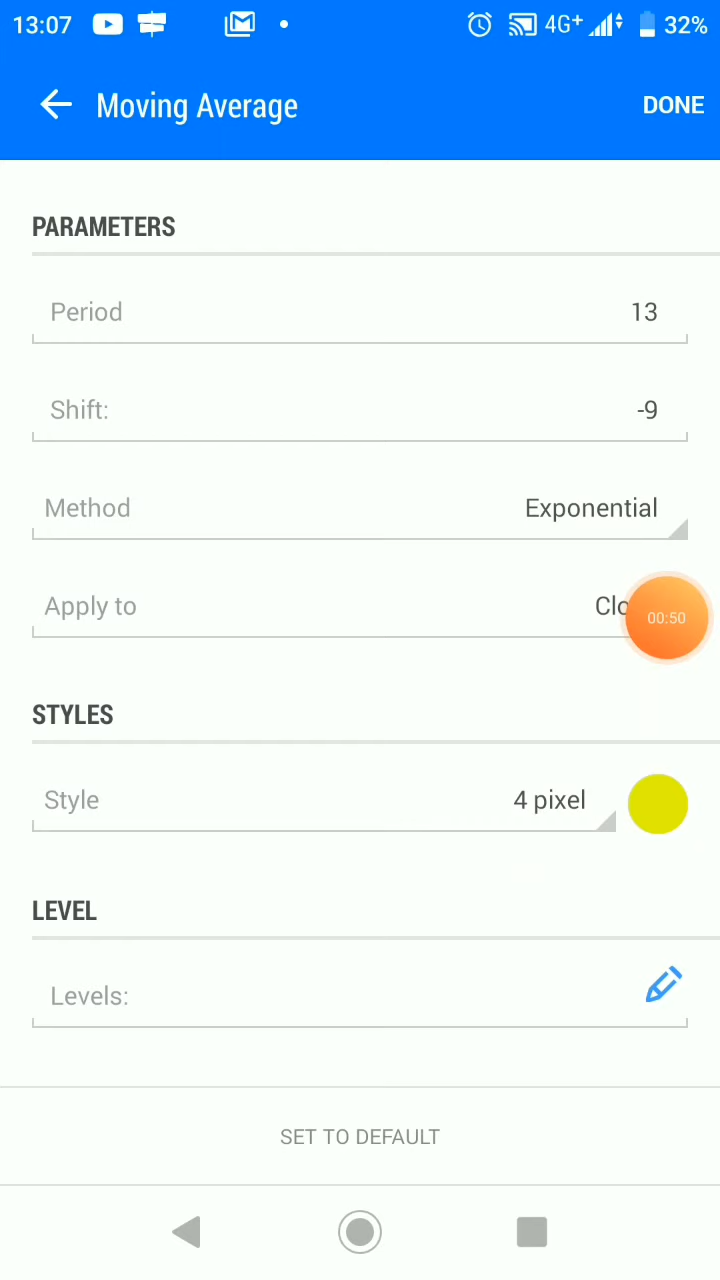 13:07 4G+ 32%
Moving Average DONE
PARAMETERS
Period 13
Shift: -9
Method Exponential
Apply to
00:50
STYLES
Style 4 pixel
LEVEL
Levels:
SET TO DEFAULT